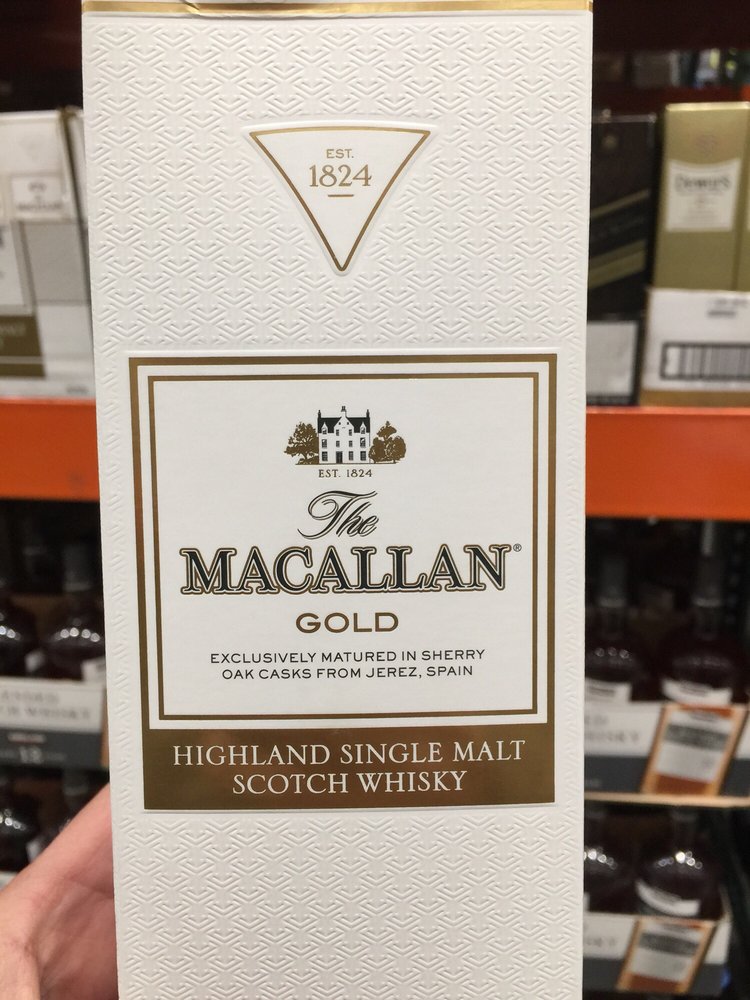 EST.
1824
EST. 1824
The
MACALLAN®
GOLD
EXCLUSIVELY MATURED IN SHERRY
OAK CASKS FROM JEREZ, SPAIN
HIGHLAND SINGLE MALT
SCOTCH WHISKY
Dewar's